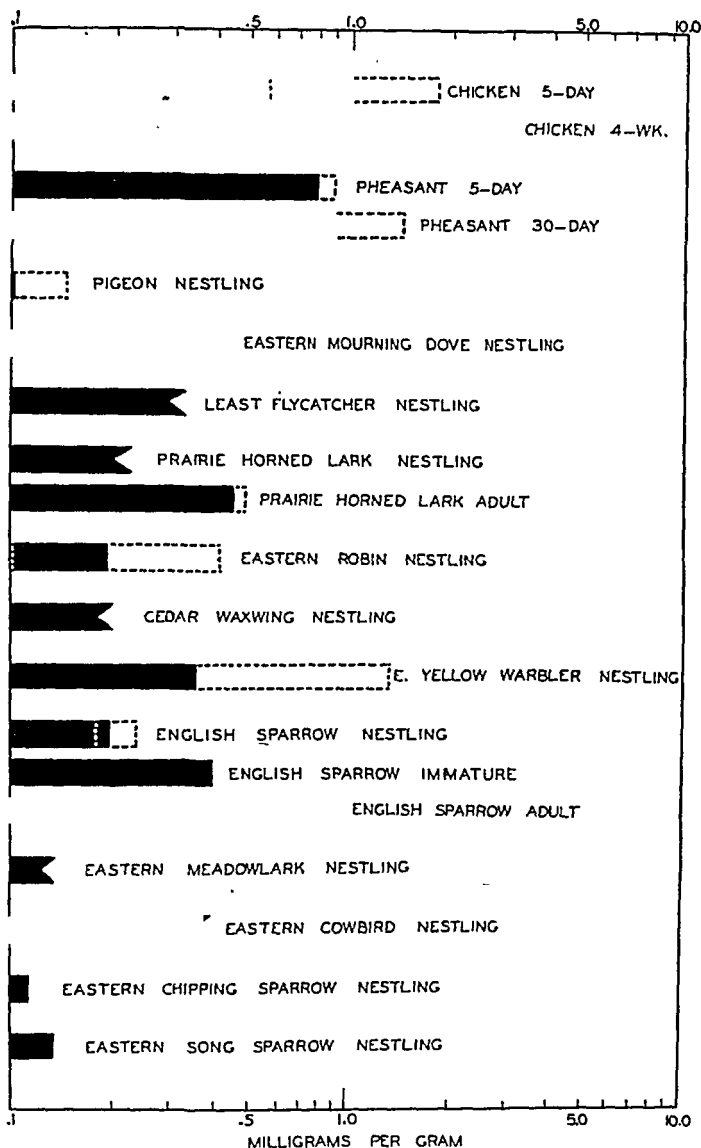 .1 .5 1.0 5.0 10.0
CHICKEN 5-DAY
CHICKEN 4-WK.
PHEASANT 5-DAY
PHEASANT 30-DAY
PIGEON NESTLING
EASTERN MOURNING DOVE NESTLING
LEAST FLYCATCHER NESTLING
PRAIRIE HORNED LARK NESTLING
PRAIRIE HORNED LARK ADULT
EASTERN ROBIN NESTLING
CEDAR WAXWING NESTLING
E. YELLOW WARBLER NESTLING
ENGLISH SPARROW NESTLING
ENGLISH SPARROW IMMATURE
ENGLISH SPARROW ADULT
EASTERN MEADOWLARK NESTLING
EASTERN COWBIRD NESTLING
EASTERN CHIPPING SPARROW NESTLING
EASTERN SONG SPARROW NESTLING
.1 .5 1.0 5.0 10.0
MILLIGRAMS PER GRAM